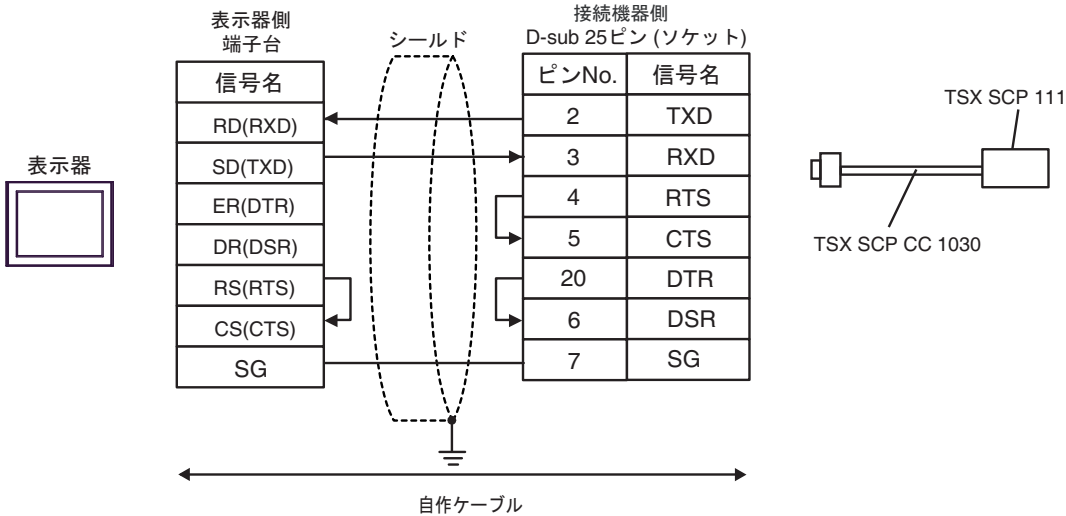 表示器
表示器側
端子台
信号名
RD(RXD)
SD(TXD)
ER(DTR)
DR(DSR)
RS(RTS)
CS(CTS)
SG
シールド
接続機器側
D-sub 25ピン (ソケット)
ピンNo. 信号名
2 TXD
3 RXD
4 RTS
5 CTS
20 DTR
6 DSR
7 SG
自作ケーブル
TSX SCP 111
TSX SCP CC 1030